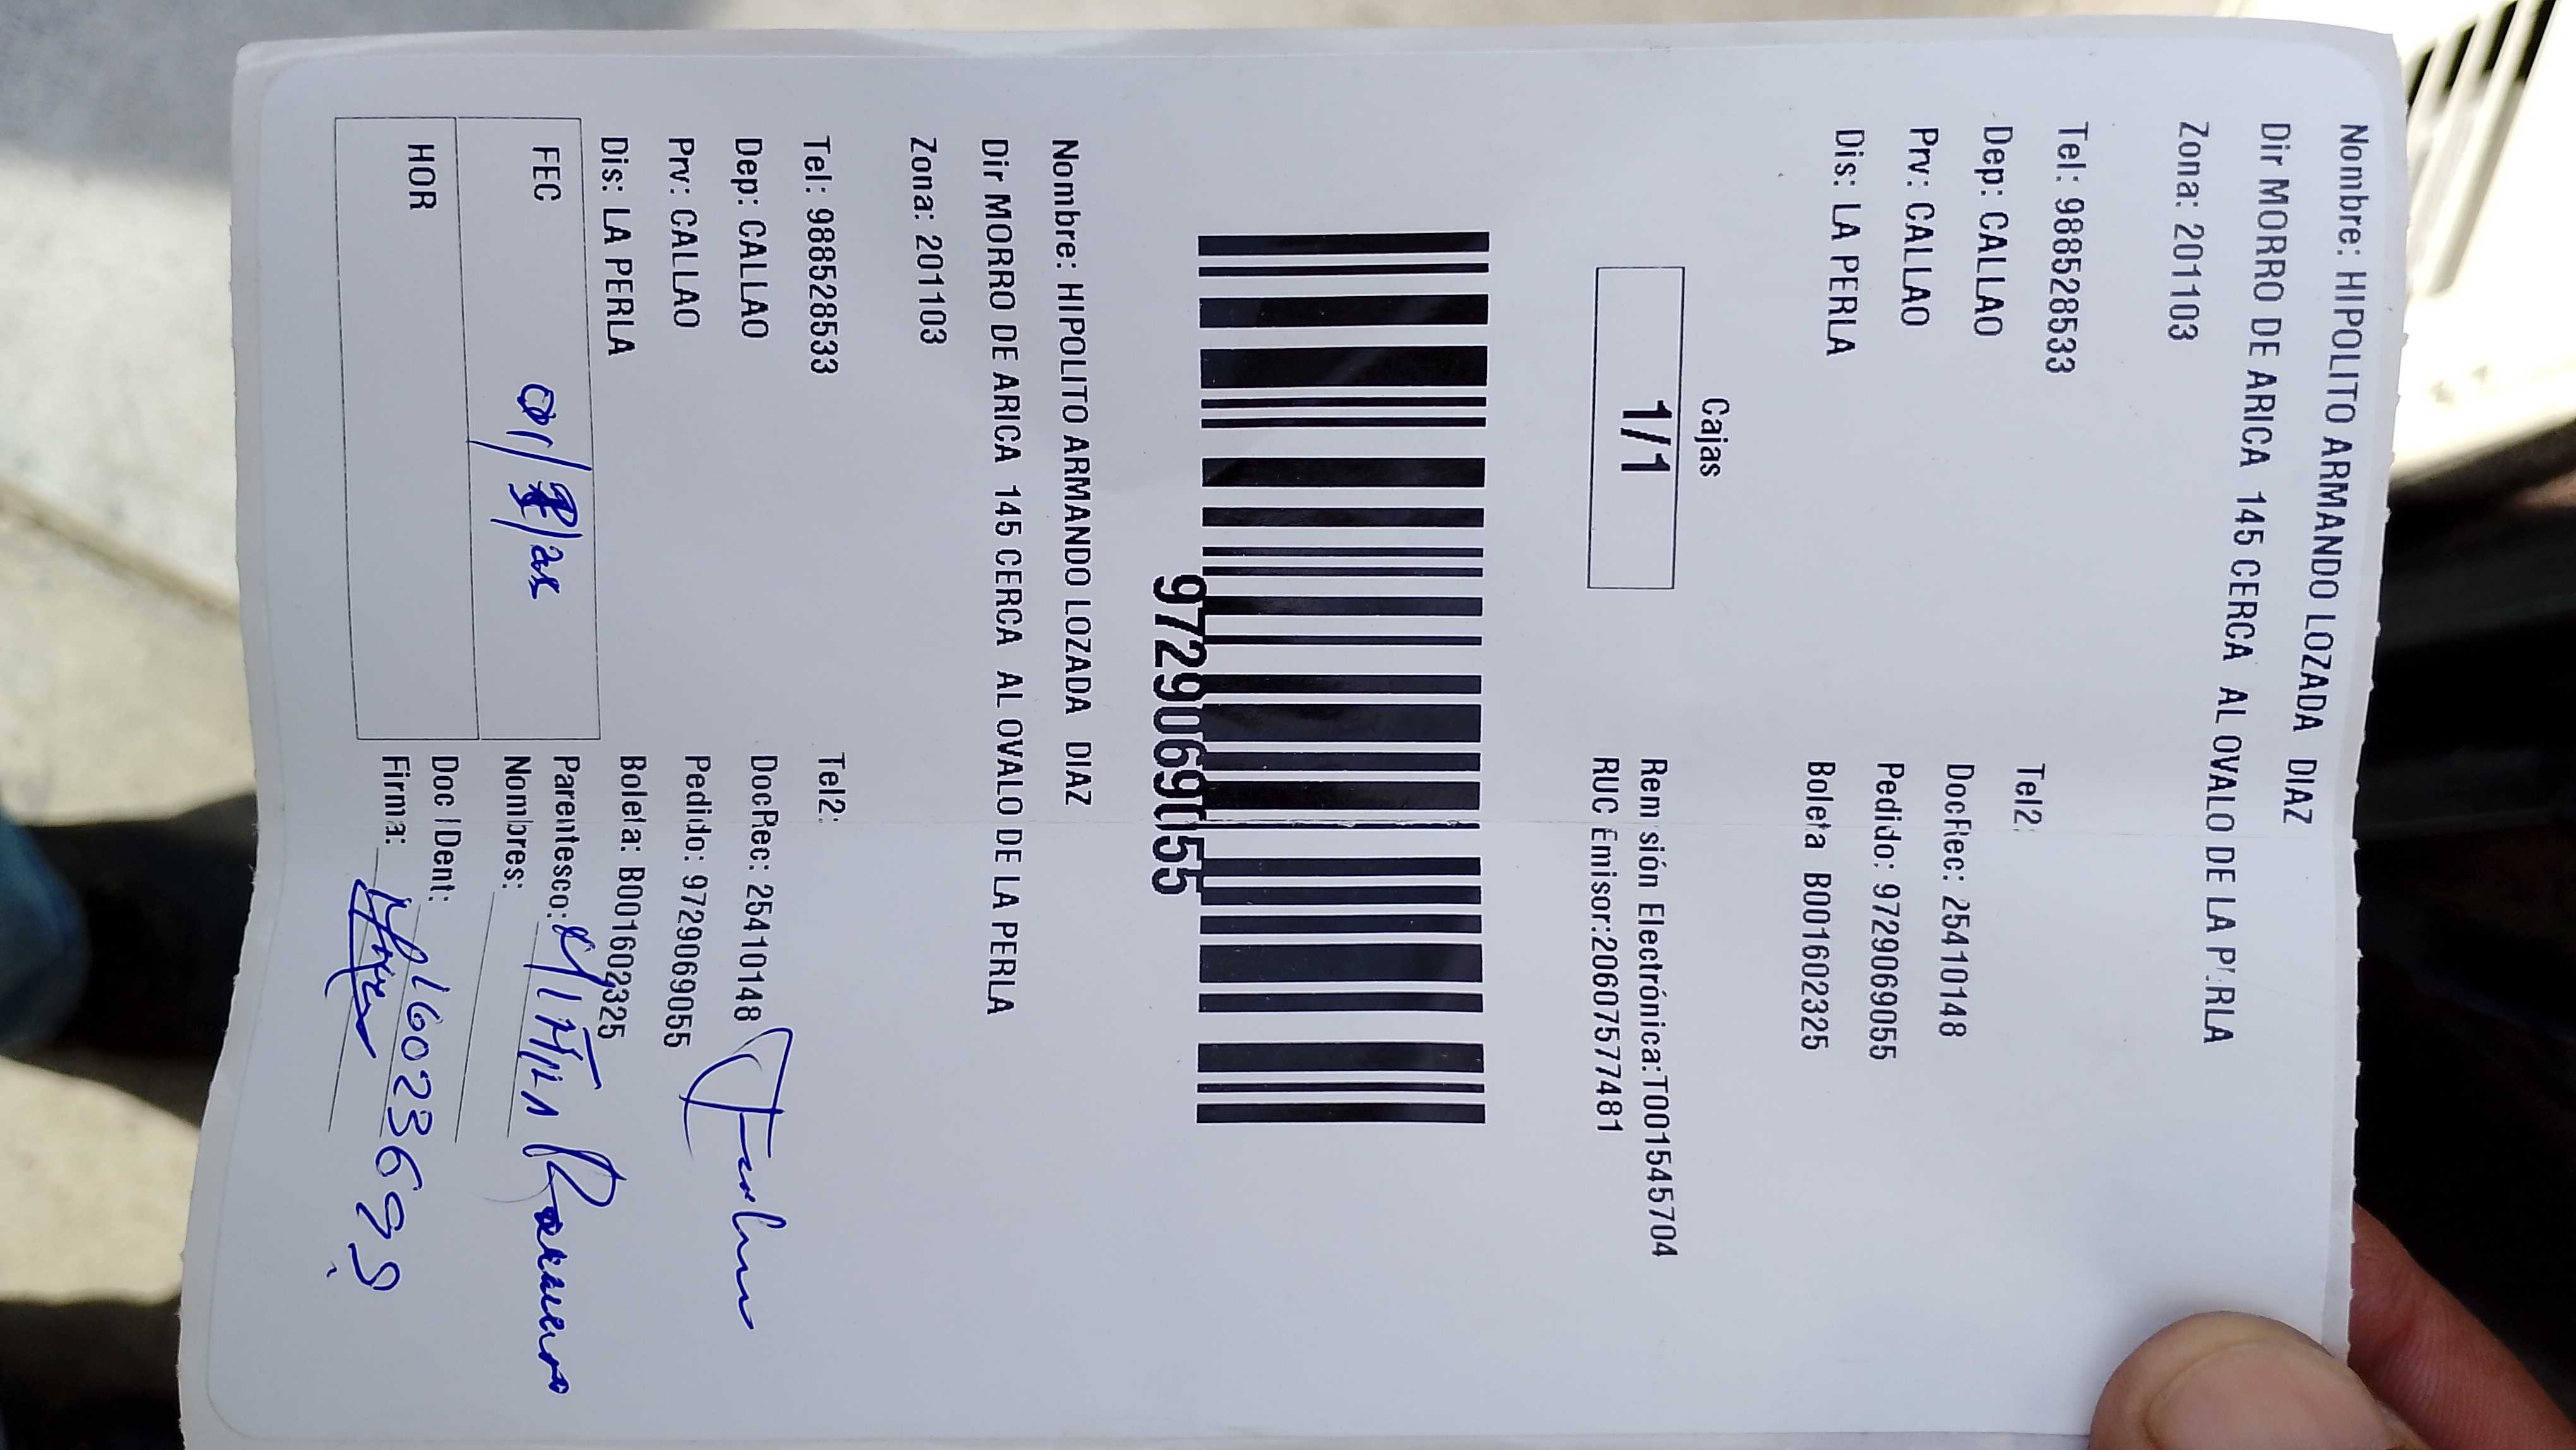 Nombre: HIPOLITO ARMANDO LOZADA DIAZ
Dir MORRO DE ARICA 145 CERCA AL OVALO DE LA PERLA
Zona: 201103
Tel: 988528533
Tel2:
Dep: CALLAO
DocRec: 25410148
Prv: CALLAO
Pedido: 9729069055
Dis: LA PERLA
Boleta B001602325
Cajas
1/1
Remisión Electrónica:T001545704
RUC Emisor:20607577481
9729069055
Nombre: HIPOLITO ARMANDO LOZADA DIAZ
Dir MORRO DE ARICA 145 CERCA AL OVALO DE LA PERLA
Zona: 201103
Tel: 988528533
Tel2:
Dep: CALLAO
DocRec: 25410148
Prv: CALLAO
Pedido: 9729069055
Dis: LA PERLA
Boleta: B001602325
FEC
Parentesco:
Nombres:
HOR
Doc IDent: 1600236999
Firma: